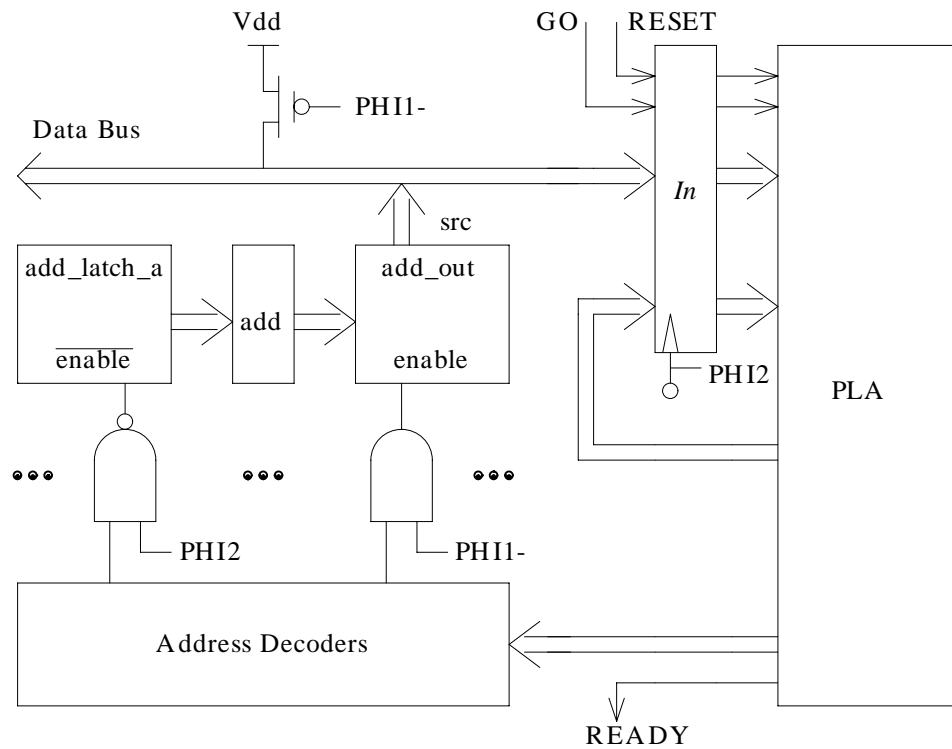 Vdd
GO RESET
PHI1-
Data Bus
In
src
add_latch_a
add_out
add
enable
enable
PHI2
PLA
PHI2
PHI1-
Address Decoders
READY